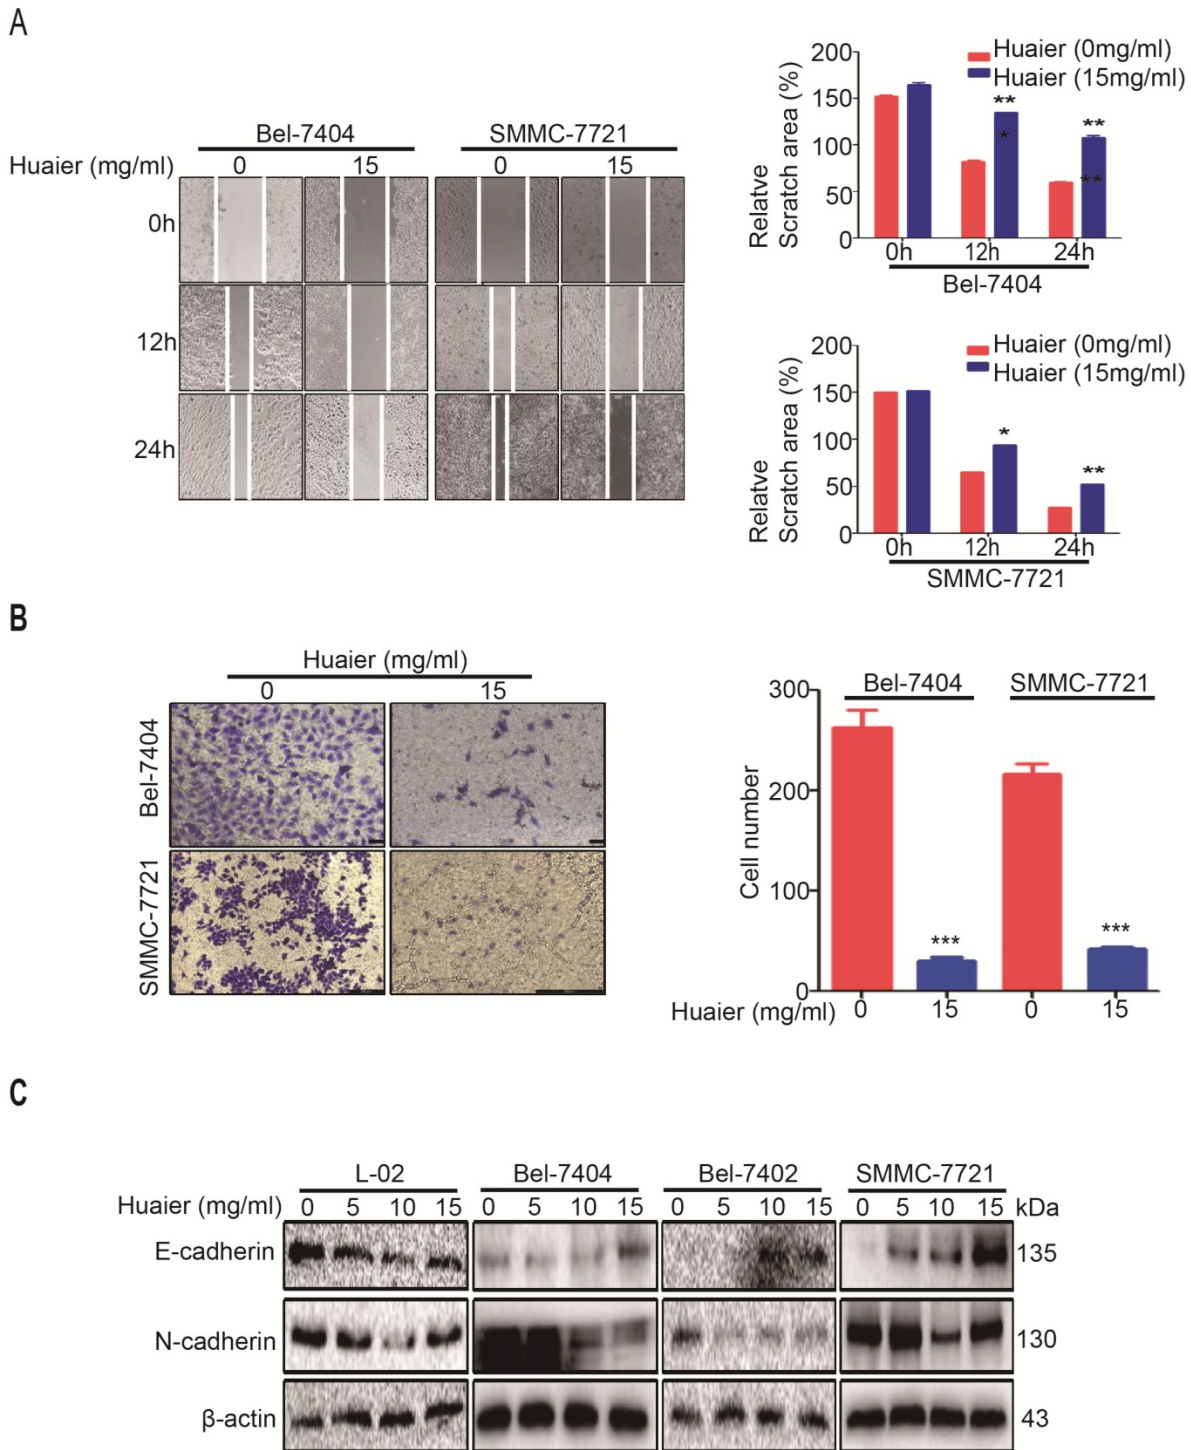 A
Bel-7404 SMMC-7721
Huaier (mg/ml) 0 15 0 15
0h
12h
24h
Relatve
Scratch area (%)
Huaier (0mg/ml)
Huaier (15mg/ml)
200
150
100
50
0
**
*
**
**
0h 12h 24h
Bel-7404
Relatve
Scratch area (%)
Huaier (0mg/ml)
Huaier (15mg/ml)
200
150
100
50
0
*
**
0h 12h 24h
SMMC-7721
B
Huaier (mg/ml)
0 15
Bel-7404
SMMC-7721
Cell number
Bel-7404 SMMC-7721
300
200
100
0
*** ***
Huaier (mg/ml) 0 15 0 15
C
L-02 Bel-7404 Bel-7402 SMMC-7721
Huaier (mg/ml) 0 5 10 15 0 5 10 15 0 5 10 15 0 5 10 15 kDa
E-cadherin 135
N-cadherin 130
β-actin 43